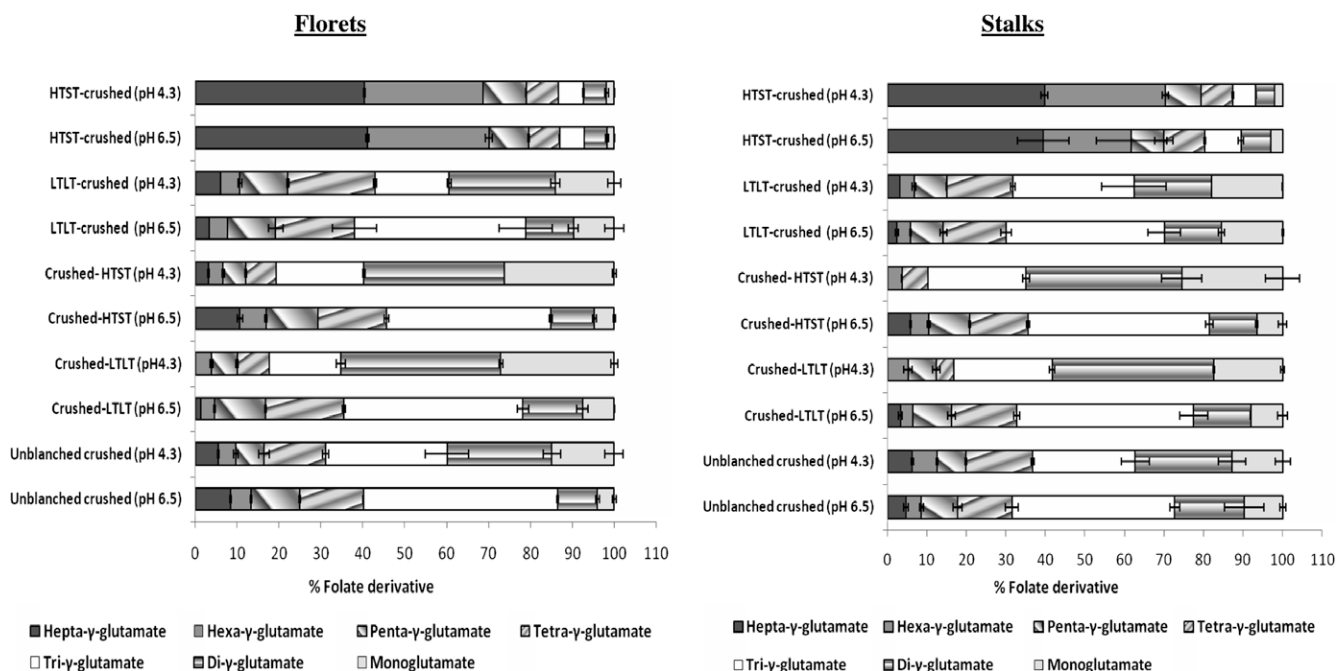 Florets
HTST-crushed (pH 4.3)
HTST-crushed (pH 6.5)
LTLT-crushed (pH 4.3)
LTLT-crushed (pH 6.5)
Crushed- HTST (pH 4.3)
Crushed-HTST (pH 6.5)
Crushed-LTLT (pH4.3)
Crushed-LTLT (pH 6.5)
Unblanched crushed (pH 4.3)
Unblanched crushed (pH 6.5)
0 10 20 30 40 50 60 70 80 90 100 110
% Folate derivative
Hepta-γ-glutamate Hexa-γ-glutamate Penta-γ-glutamate Tetra-γ-glutamate
Tri-γ-glutamate Di-γ-glutamate Monoglutamate
Stalks
HTST-crushed (pH 4.3)
HTST-crushed (pH 6.5)
LTLT-crushed (pH 4.3)
LTLT-crushed (pH 6.5)
Crushed- HTST (pH 4.3)
Crushed-HTST (pH 6.5)
Crushed-LTLT (pH4.3)
Crushed-LTLT (pH 6.5)
Unblanched crushed (pH 4.3)
Unblanched crushed (pH 6.5)
0 10 20 30 40 50 60 70 80 90 100 110
% Folate derivative
Hepta-γ-glutamate Hexa-γ-glutamate Penta-γ-glutamate Tetra-γ-glutamate
Tri-γ-glutamate Di-γ-glutamate Monoglutamate